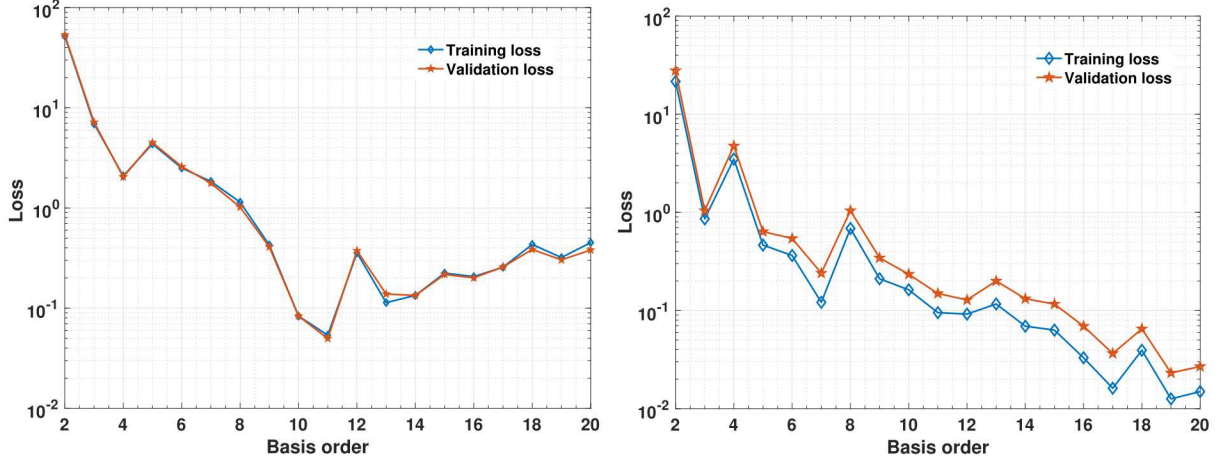 10^2
10^1
10^0
10^-1
10^-2
Loss
2 4 6 8 10 12 14 16 18 20
Basis order
Training loss
Validation loss
10^2
10^1
10^0
10^-1
10^-2
Loss
2 4 6 8 10 12 14 16 18 20
Basis order
Training loss
Validation loss